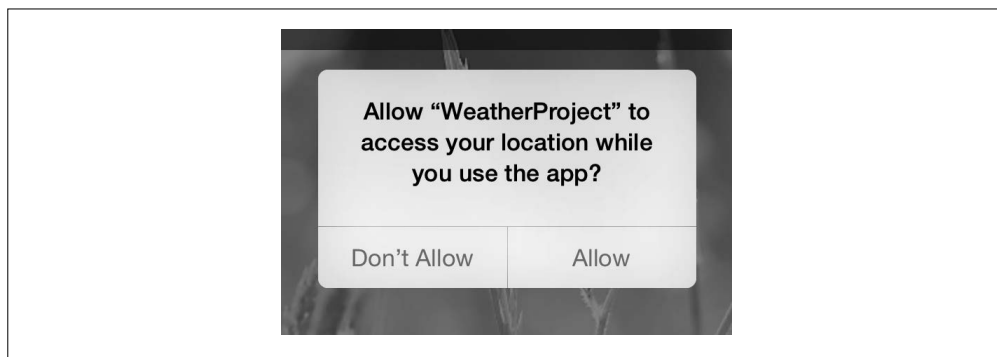 Allow “WeatherProject” to
access your location while
you use the app?
Don’t Allow
Allow